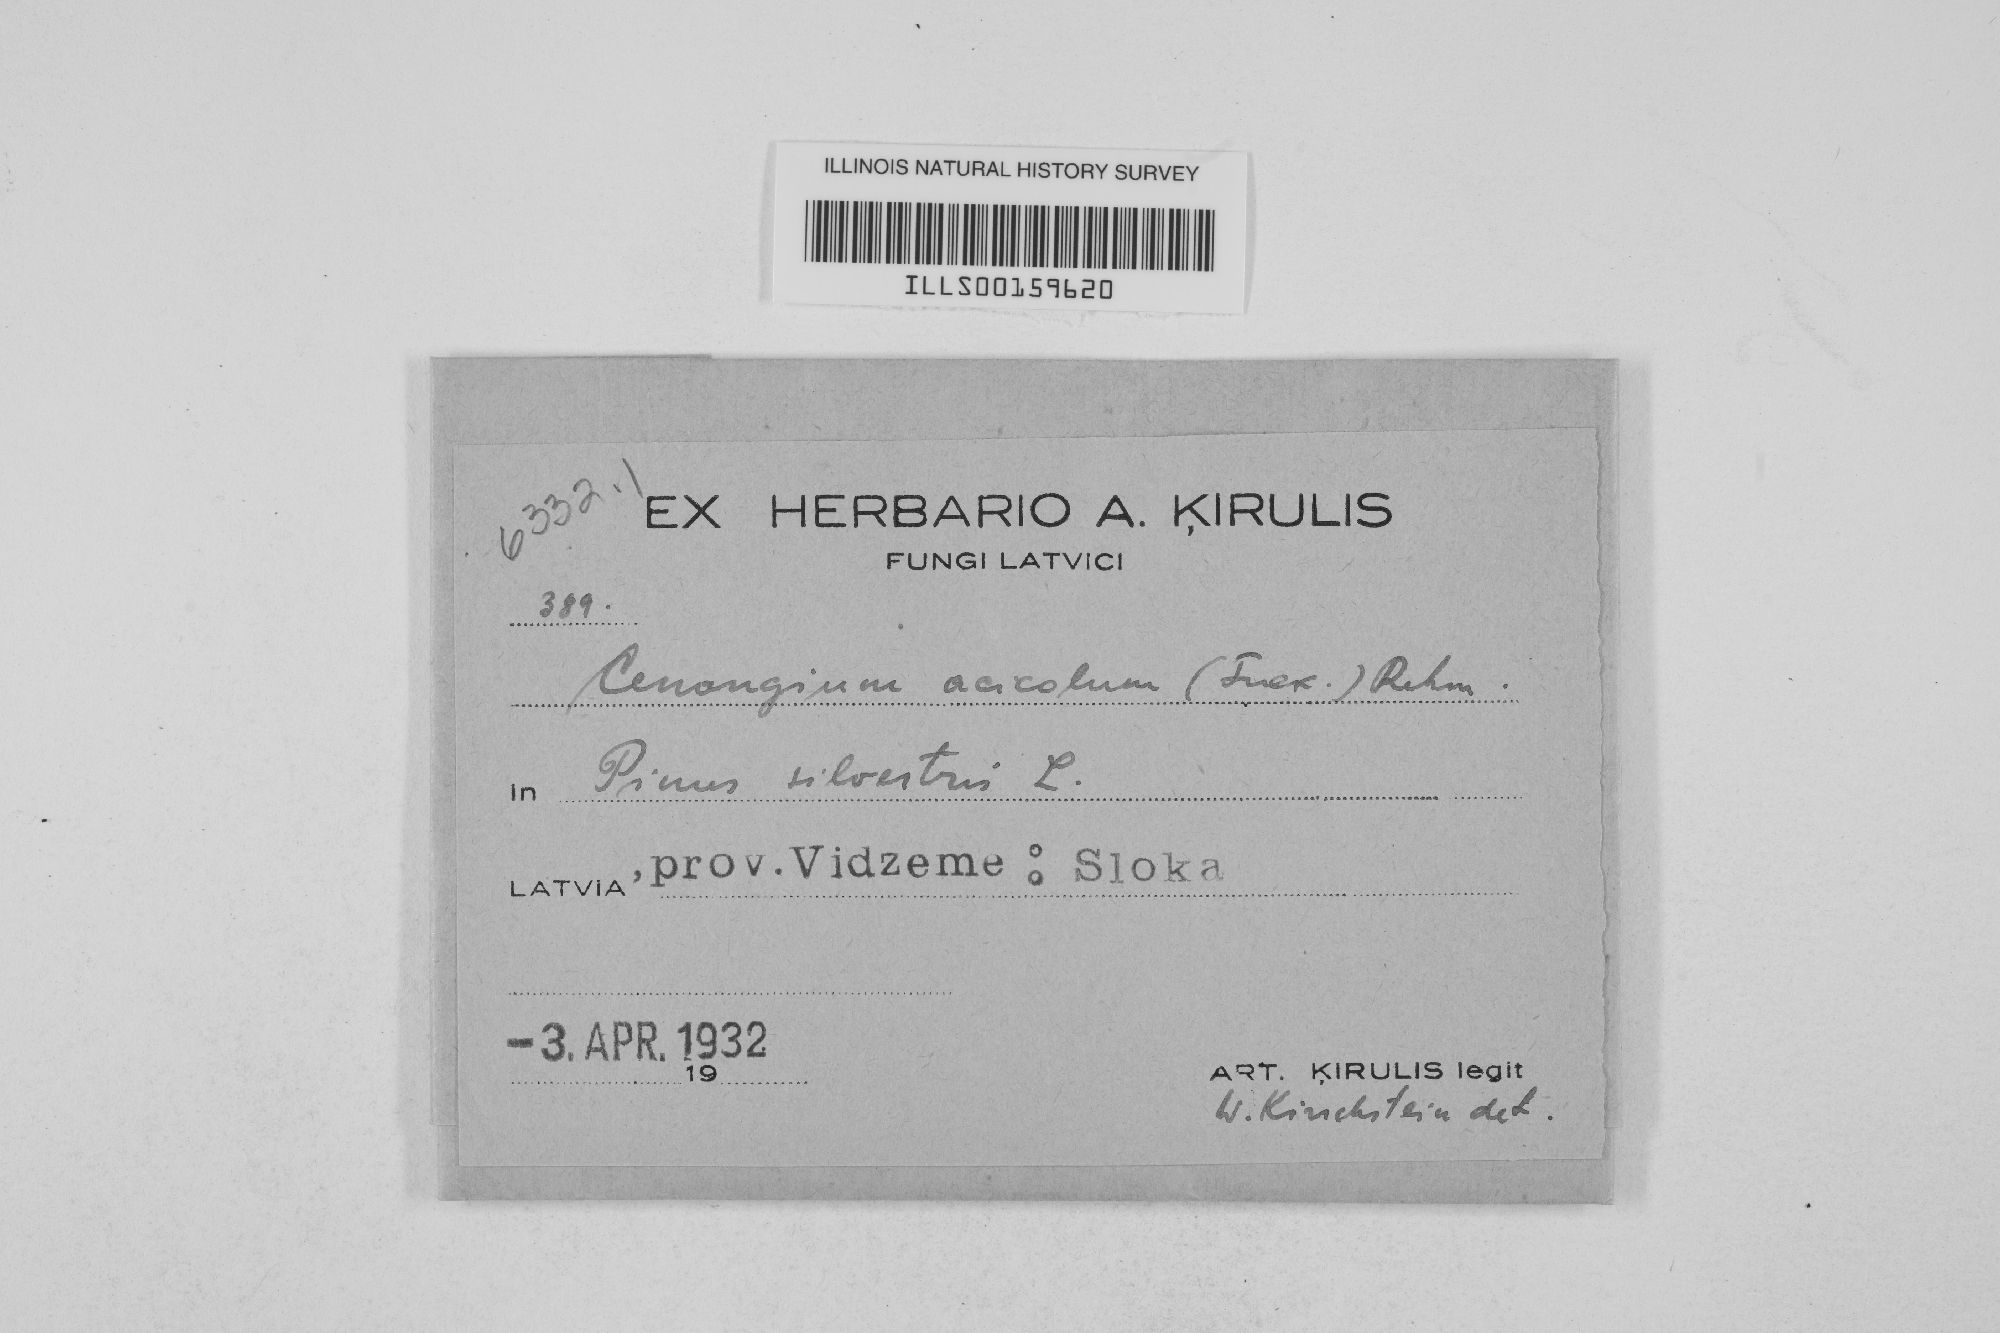 ILLINOIS NATURAL HISTORY SURVEY
ILLS00159620
6332.1
EX HERBARIO A. ĶIRULIS
FUNGI LATVICI
389.
Cenangium acicolum (Fuck.) Rehm.
in Pinus silvestris L.
LATVIA, prov. Vidzeme: Sloka
-3. APR. 1932
19
ART. ĶIRULIS legit
W. Kirschstein det.